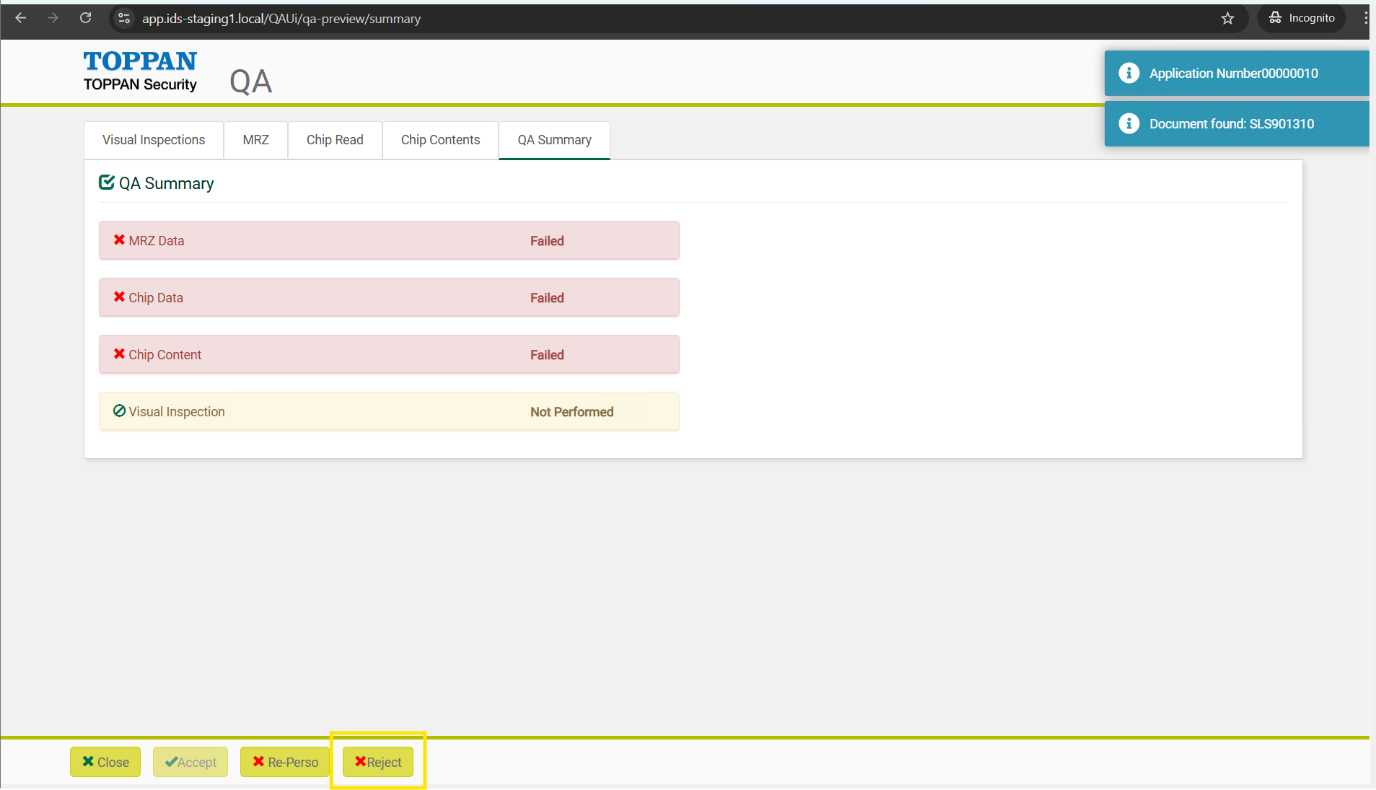 app.ids-staging1.local/QAUi/qa-preview/summary
Incognito
TOPPAN
TOPPAN Security
QA
Application Number00000010
Document found: SLS901310
Visual Inspections
MRZ
Chip Read
Chip Contents
QA Summary
QA Summary
MRZ Data Failed
Chip Data Failed
Chip Content Failed
Visual Inspection Not Performed
Close
Accept
Re-Perso
Reject